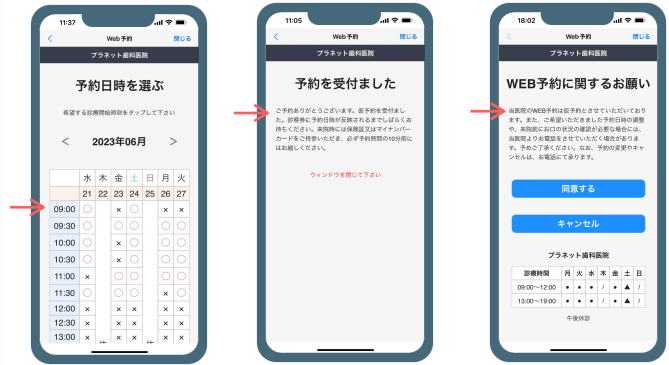 11:37
Web予約
閉じる
プラネット歯科医院
予約日時を選ぶ
希望する診療開始時刻をタップして下さい
< 2023年06月 >
水 木 金 土 日 月 火
21 22 23 24 25 26 27
09:00 ○ × ○ × ×
09:30 ○ ○ ○ ○ ○
10:00 ○ × ○ ○ ○
10:30 ○ × ○ ○ ○
11:00 × ○ ○ ○ ○
11:30 ○ ○ ○ × ○
12:00 × × × × ×
12:30 × × × × ×
13:00 × × × × ×
11:05
Web予約
閉じる
プラネット歯科医院
予約を受付ました
ご予約ありがとうございます。仮予約を受付まし
た。診察券に予約日時が反映されるまでしばらくお
待ちください。来院時には保険証又はマイナンバー
カードをご持参いただき、必ず予約時間の10分前に
はお越しください。
ウィンドウを閉じて下さい
18:02
Web予約
閉じる
プラネット歯科医院
WEB予約に関するお願い
当医院のWEB予約は仮予約とさせていただいており
ます。また、ご希望いただきました予約日時の調整
や、来院前にお口の状況の確認が必要な場合には、
当医院よりお電話をさせていただく場合がありま
す。予めご了承ください。なお、予約の変更やキャ
ンセルは、お電話にて承ります。
同意する
キャンセル
プラネット歯科医院
診療時間 月 火 水 木 金 土 日
09:00〜12:00 ● ● ● / ● ▲ /
13:00〜19:00 ● ● ● / ● ▲ /
午後休診